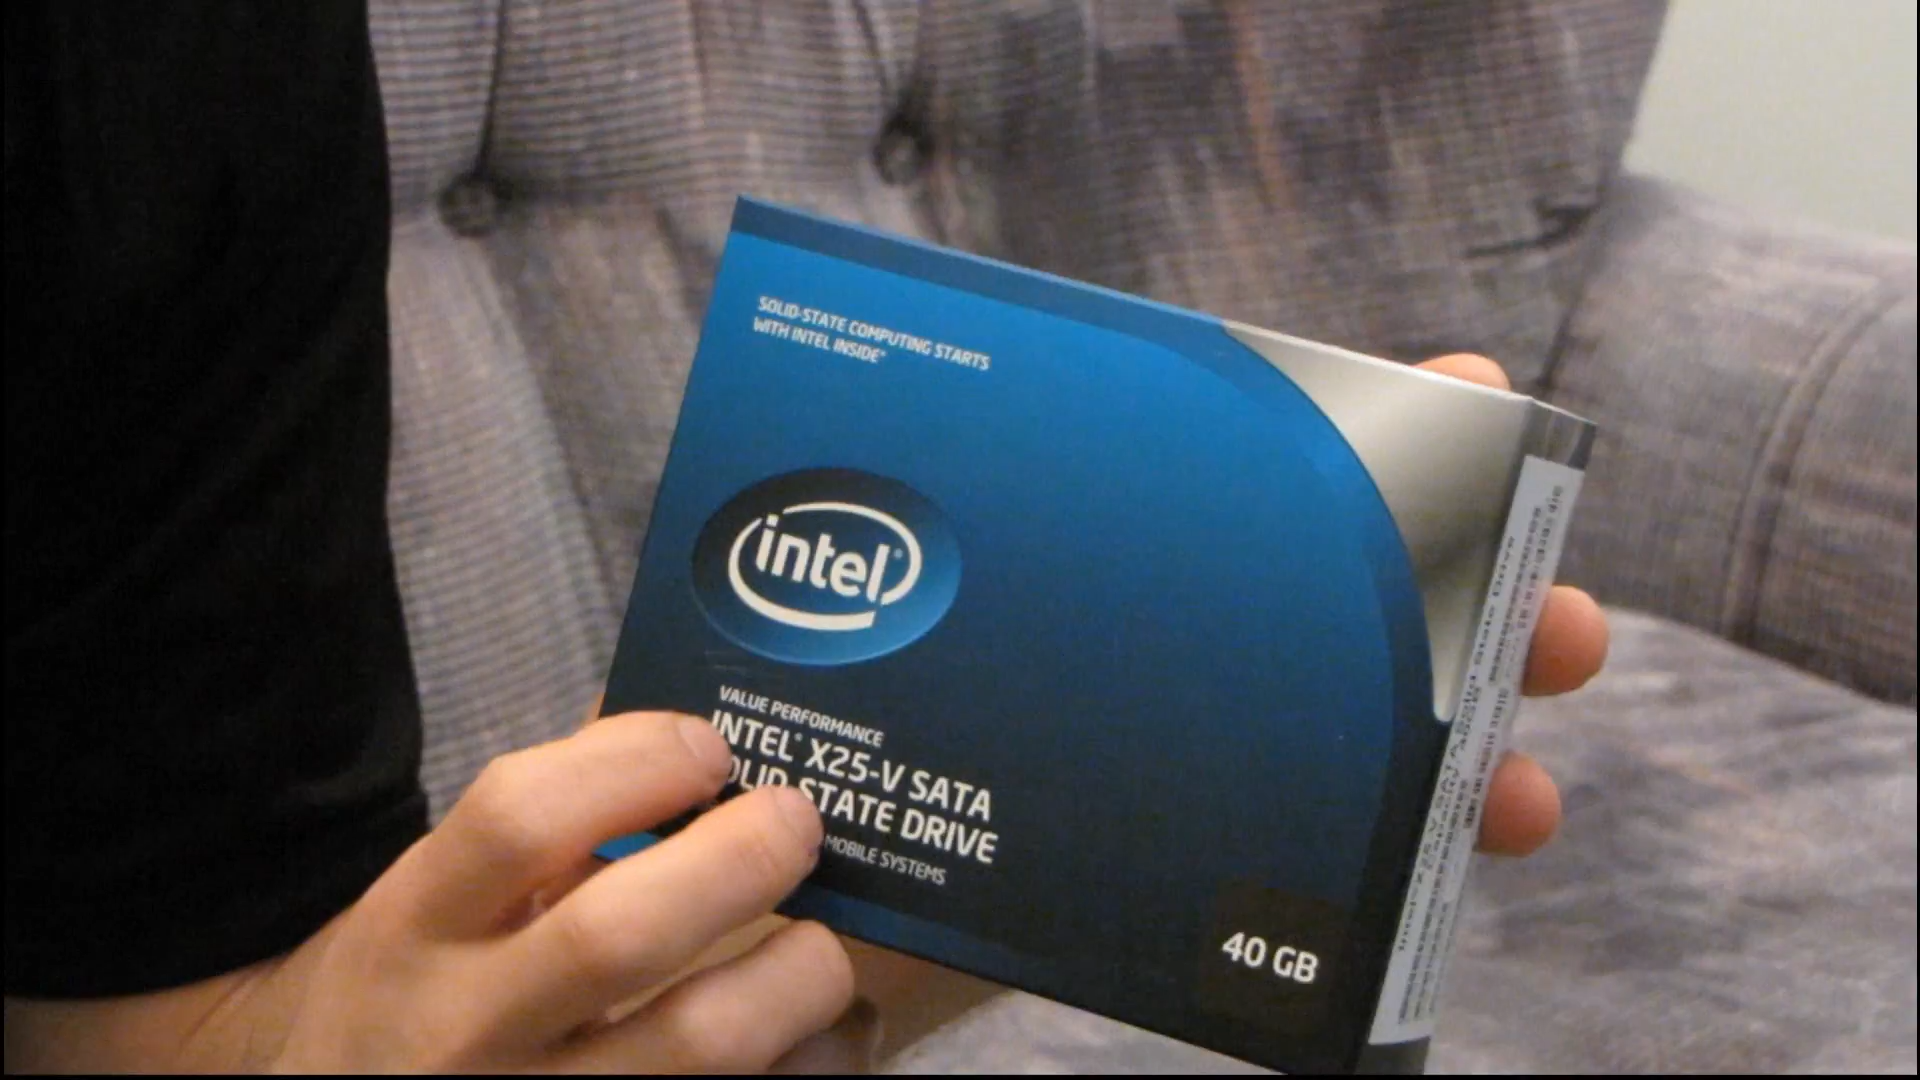 SOLID-STATE COMPUTING STARTS
WITH INTEL INSIDE®
intel®
VALUE PERFORMANCE
INTEL® X25-V SATA
SOLID-STATE DRIVE
MOBILE SYSTEMS
40 GB